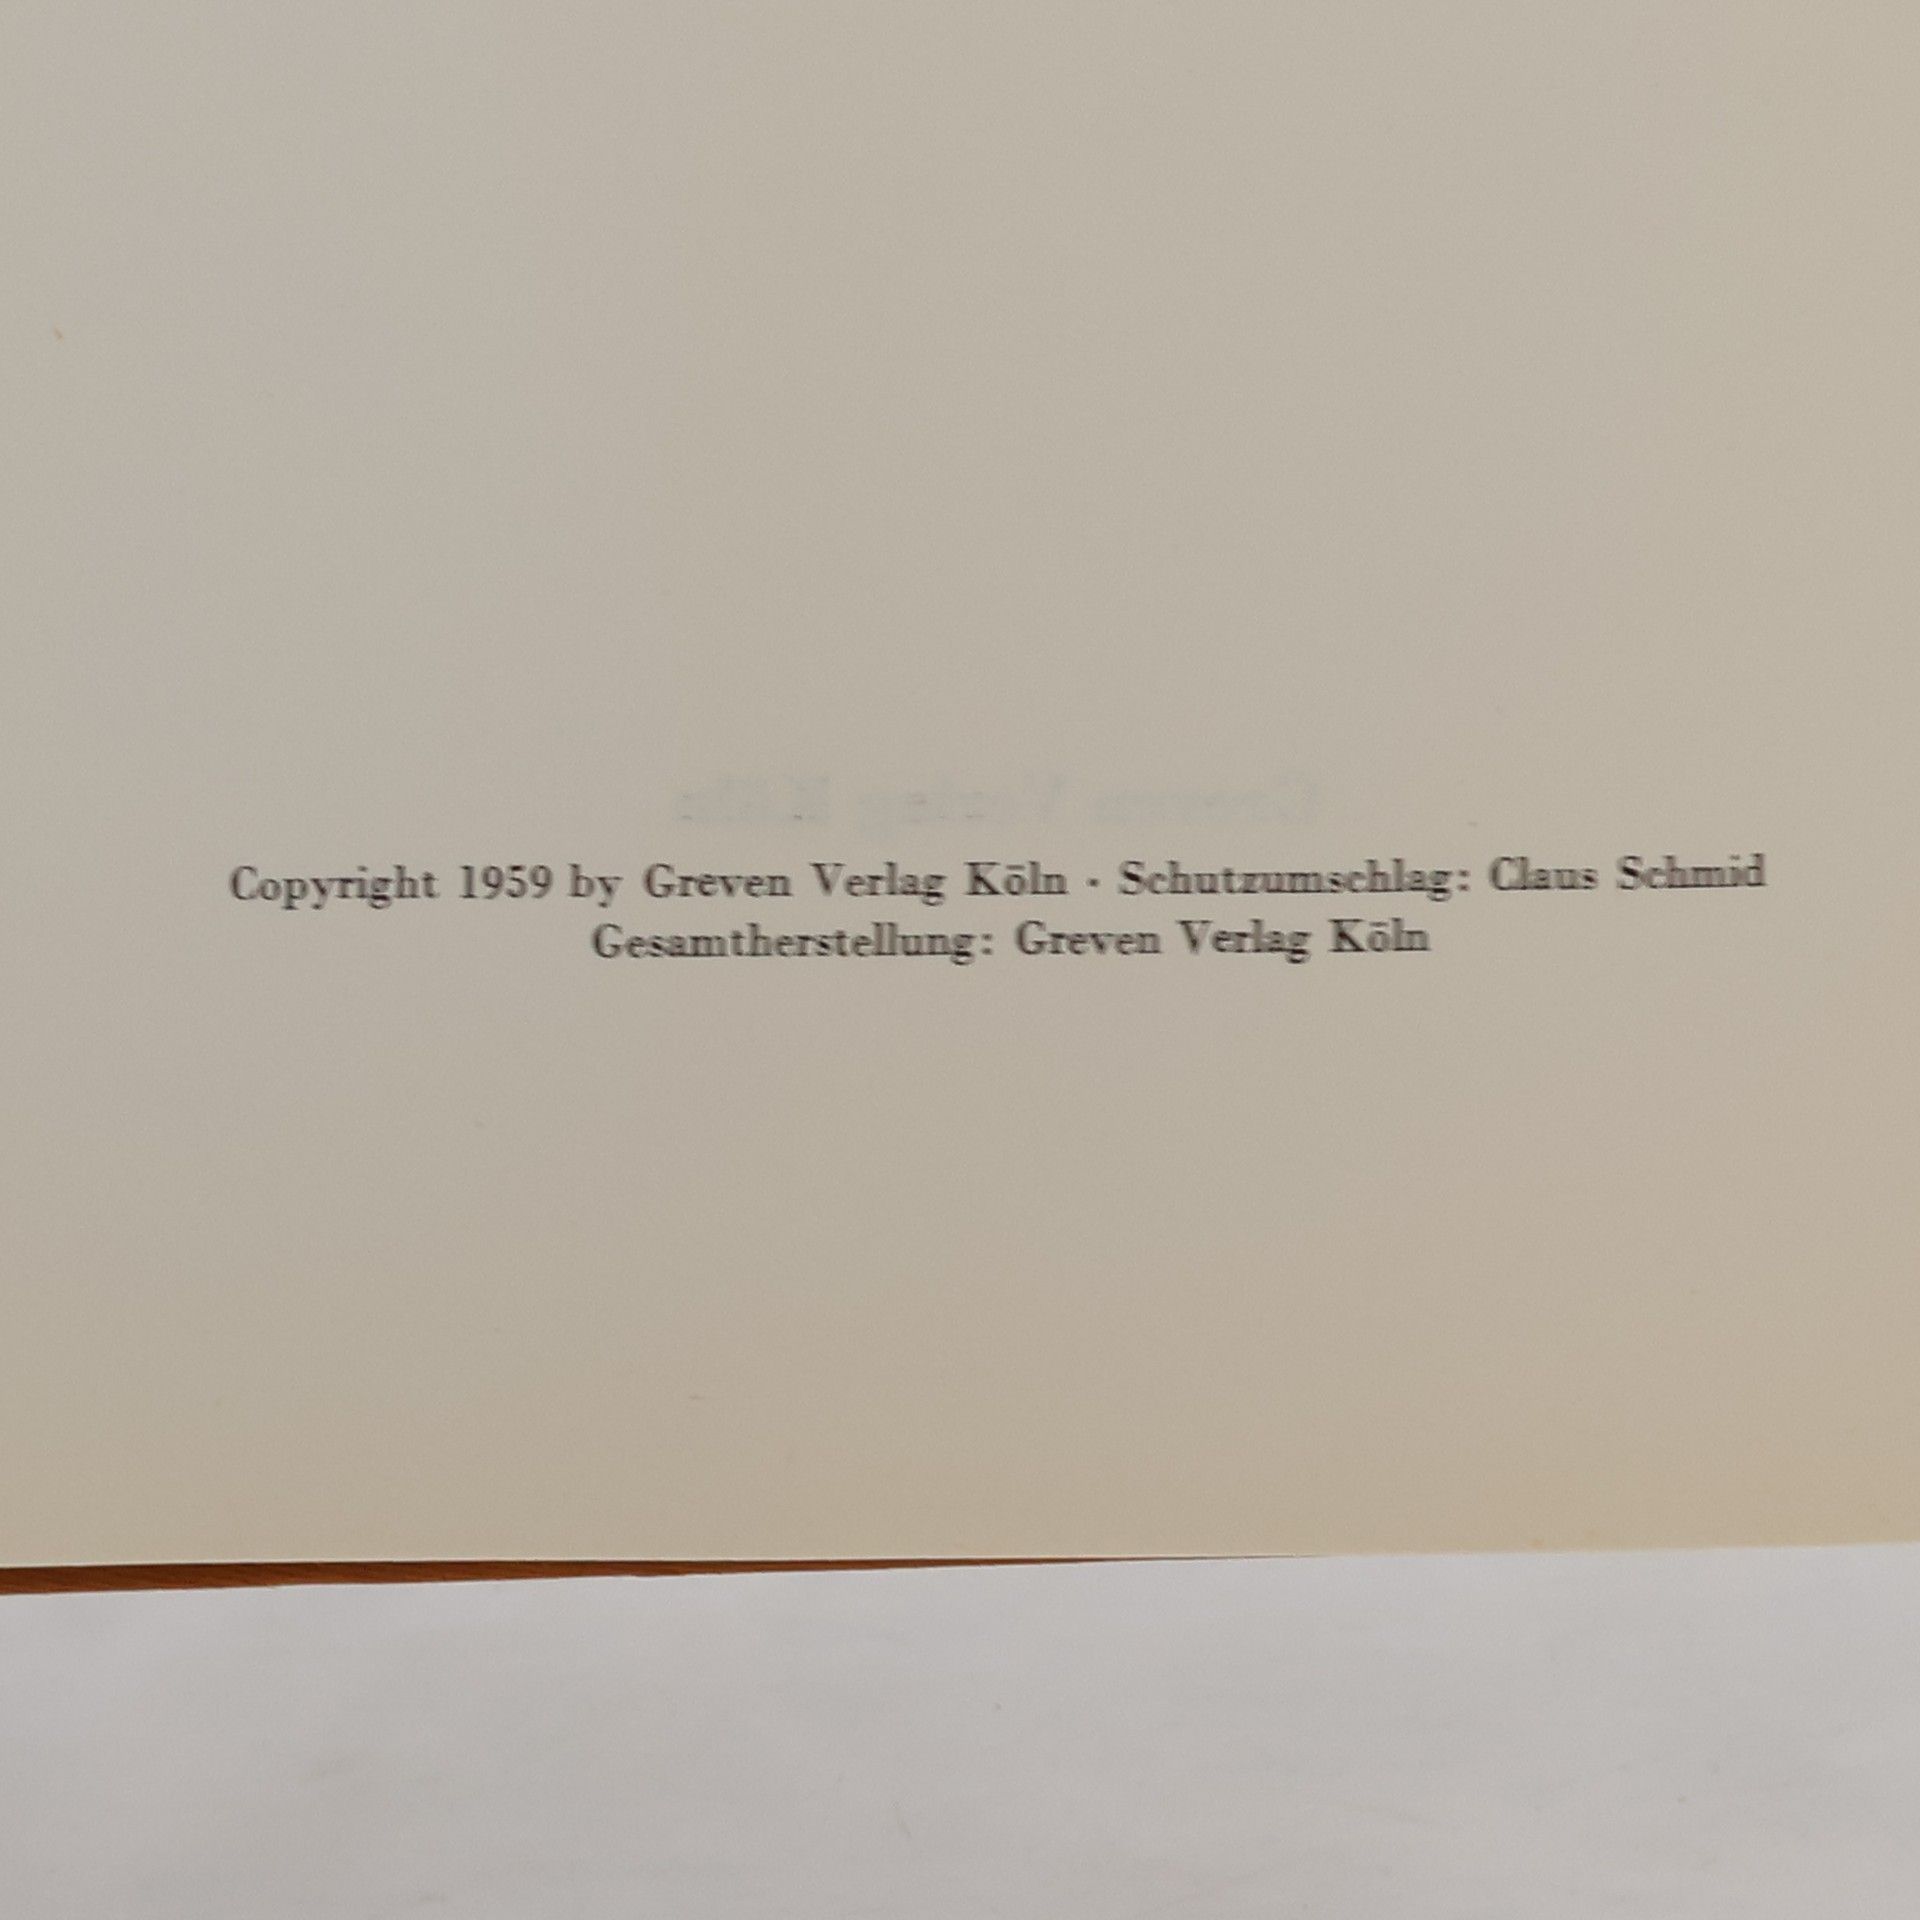 Copyright 1959 by Greven Verlag Köln · Schutzumschlag: Claus Schmid
Gesamtherstellung: Greven Verlag Köln